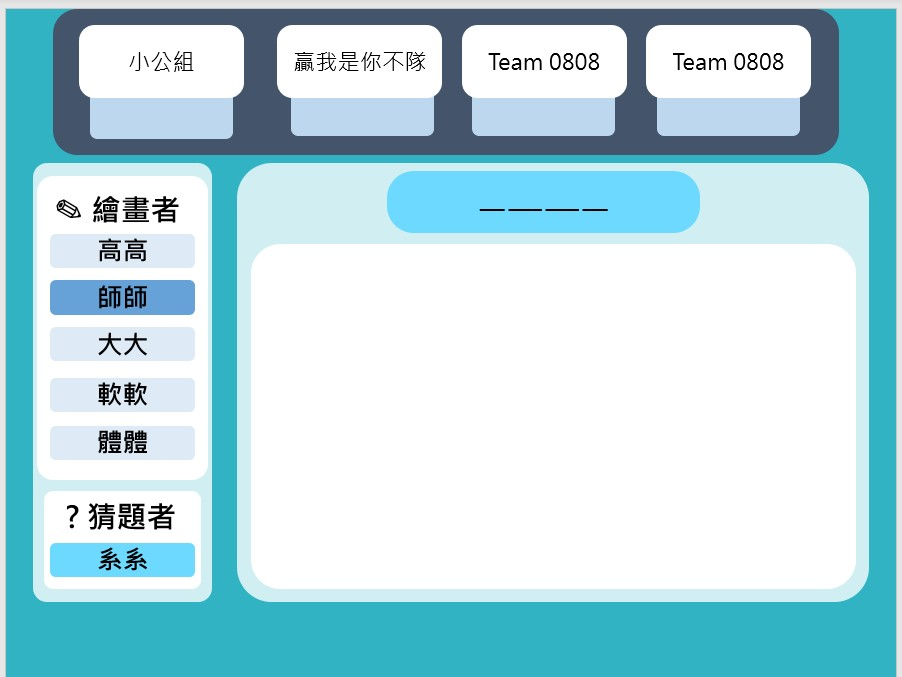 小公組
贏我是你不隊
Team 0808
Team 0808
✎ 繪畫者
高高
師師
大大
軟軟
體體
? 猜題者
系系
＿＿＿＿